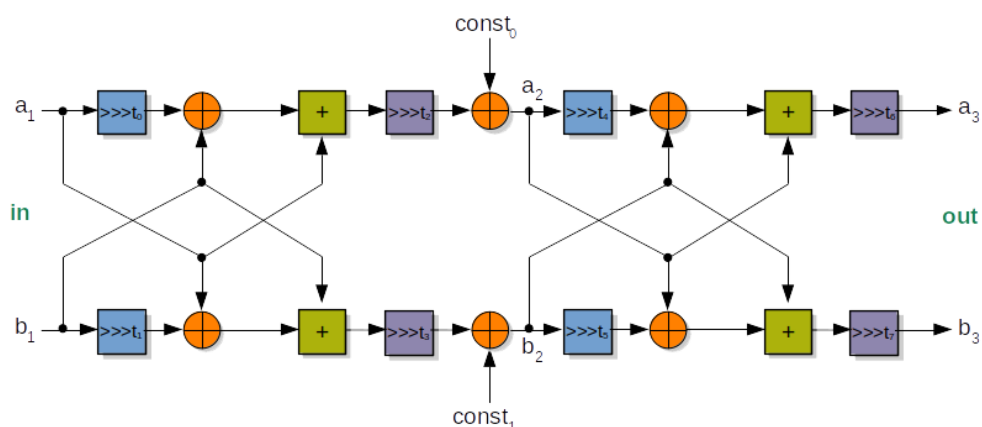 const₀
a₁ >>>t₀ + >>>t₂ a₂ >>>t₄ + >>>t₆ a₃
in out
b₁ >>>t₁ + >>>t₃ b₂ >>>t₅ + >>>t₇ b₃
const₁